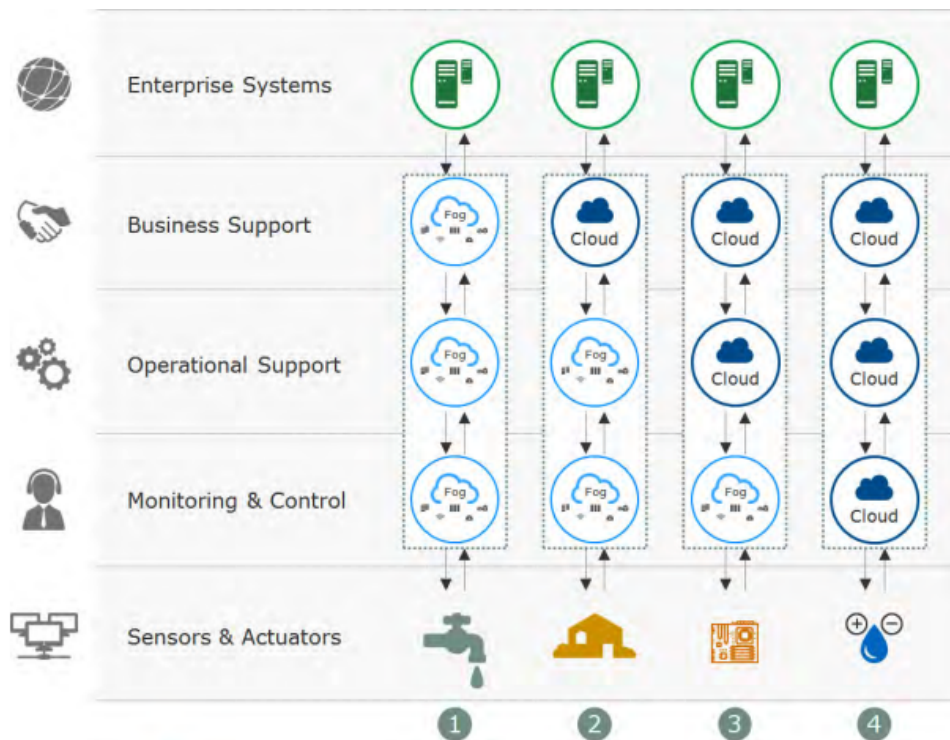 Enterprise Systems
Business Support
Fog
Cloud
Cloud
Cloud
Operational Support
Fog
Fog
Cloud
Cloud
Monitoring & Control
Fog
Fog
Fog
Cloud
Sensors & Actuators
+ −
1 2 3 4